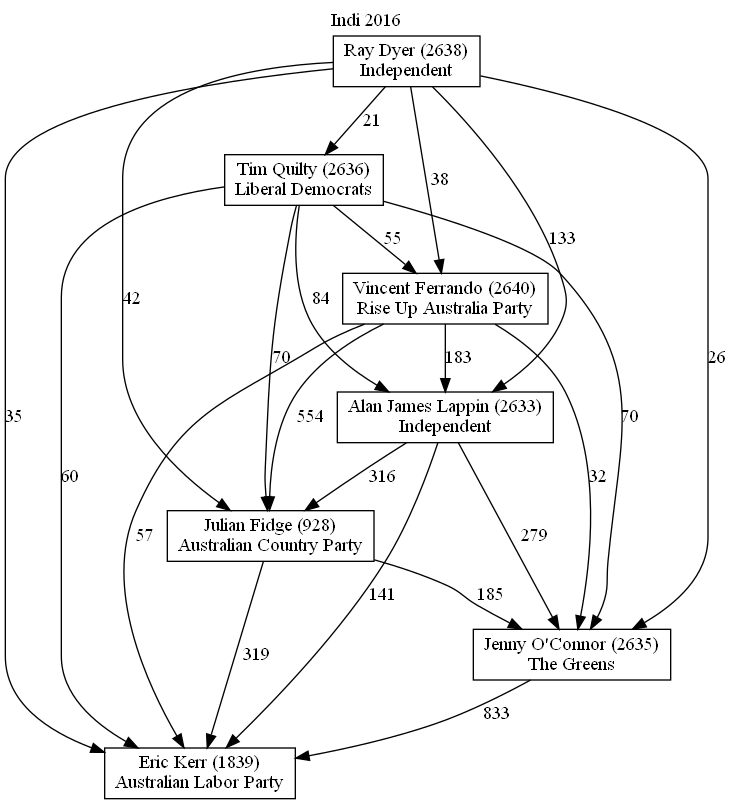 Indi 2016
Ray Dyer (2638)
Independent
21
Tim Quilty (2636)
Liberal Democrats
38
55
133
Vincent Ferrando (2640)
Rise Up Australia Party
42
84
70
183
26
Alan James Lappin (2633)
Independent
35
554
70
60
316
32
Julian Fidge (928)
Australian Country Party
57
279
141
185
319
Jenny O'Connor (2635)
The Greens
833
Eric Kerr (1839)
Australian Labor Party